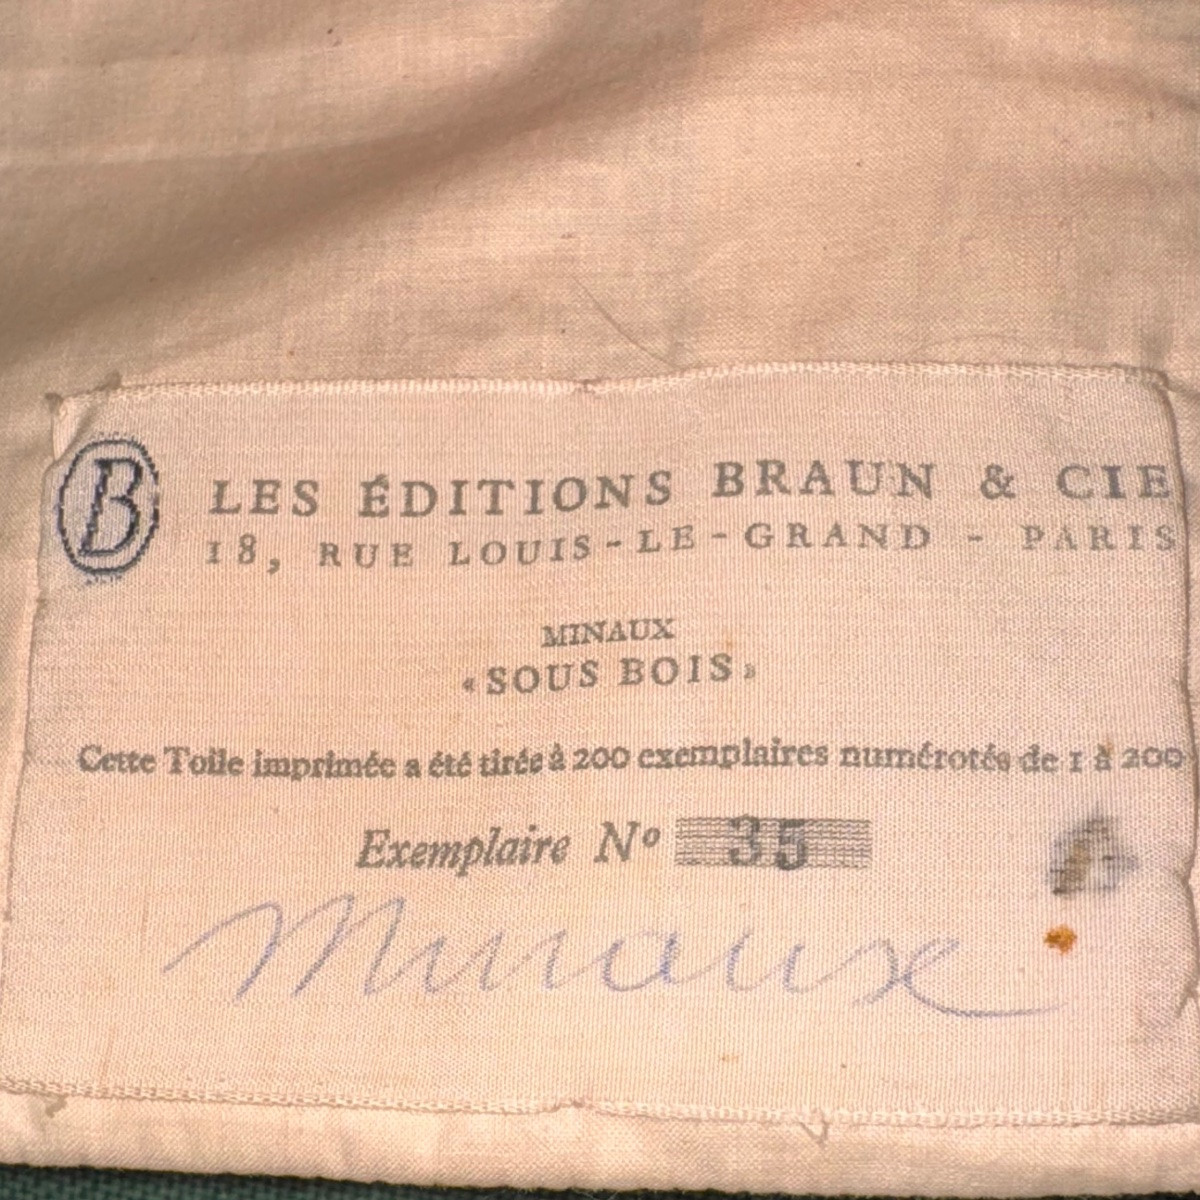 B
LES ÉDITIONS BRAUN & CIE
18, RUE LOUIS-LE-GRAND - PARIS
MINAUX
«SOUS BOIS»
Cette Toile imprimée a été tirée à 200 exemplaires numérotés de 1 à 200
Exemplaire Nº 35
Minaux